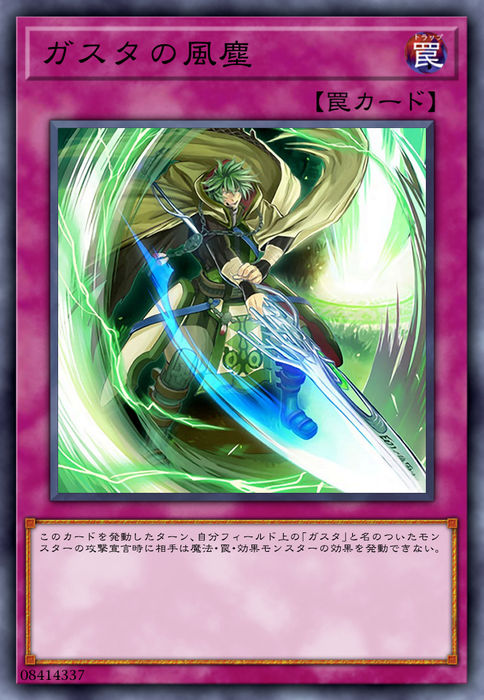 ガスタの風塵
トラップ
罠
【罠カード】
このカードを発動したターン、自分フィールド上の「ガスタ」と名のついたモン
スターの攻撃宣言時に相手は魔法・罠・効果モンスターの効果を発動できない。
08414337